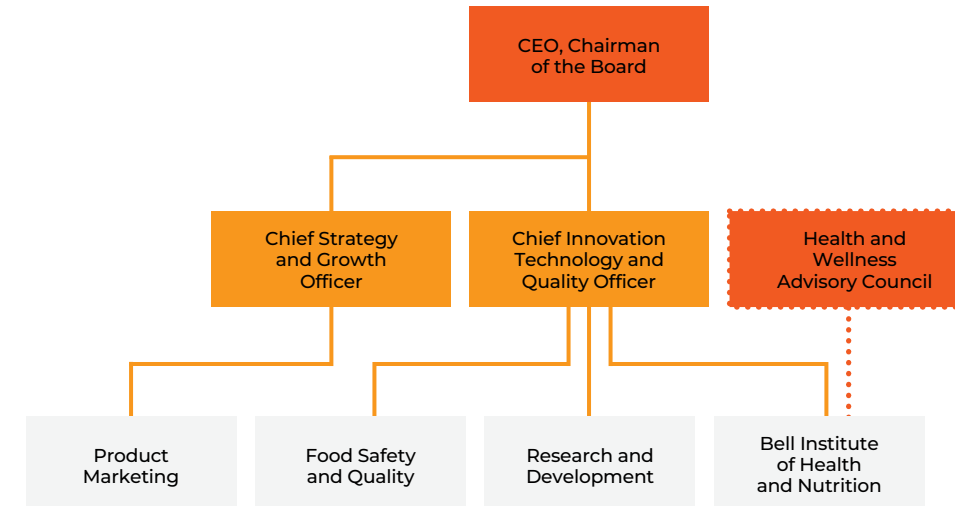 CEO, Chairman
of the Board
Chief Strategy
and Growth
Officer
Chief Innovation
Technology and
Quality Officer
Health and
Wellness
Advisory Council
Product
Marketing
Food Safety
and Quality
Research and
Development
Bell Institute
of Health
and Nutrition